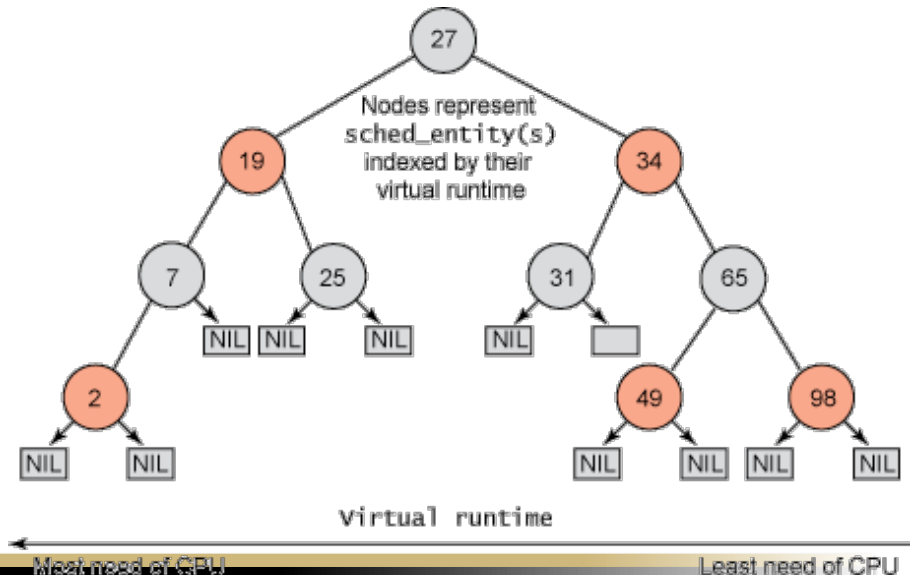 27
Nodes represent
sched_entity(s)
indexed by their
virtual runtime
19
34
7
25
31
65
NIL
NIL
NIL
NIL
2
49
98
NIL
NIL
NIL
NIL
NIL
NIL
Virtual runtime
Most need of CPU
Least need of CPU